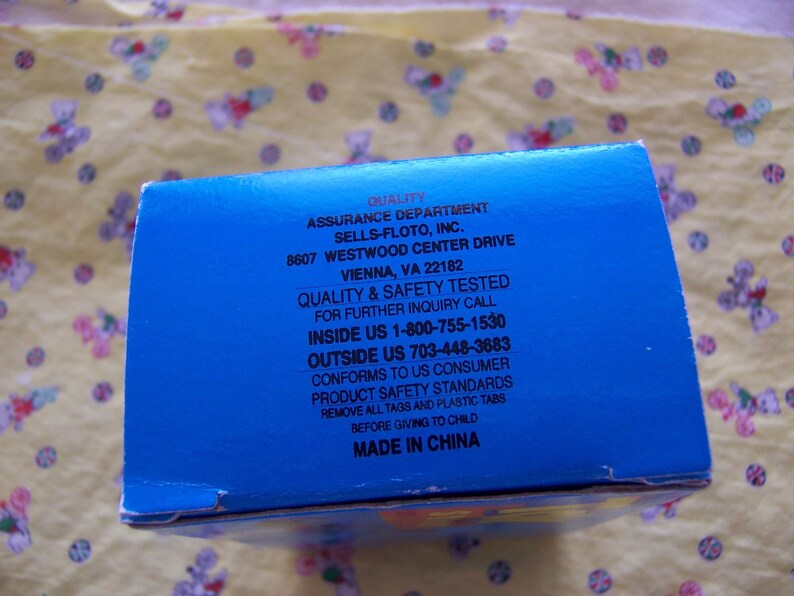 QUALITY
ASSURANCE DEPARTMENT
SELLS-FLOTO, INC.
8607 WESTWOOD CENTER DRIVE
VIENNA, VA 22182
QUALITY & SAFETY TESTED
FOR FURTHER INQUIRY CALL
INSIDE US 1-800-755-1530
OUTSIDE US 703-448-3683
CONFORMS TO US CONSUMER
PRODUCT SAFETY STANDARDS
REMOVE ALL TAGS AND PLASTIC TABS
BEFORE GIVING TO CHILD
MADE IN CHINA